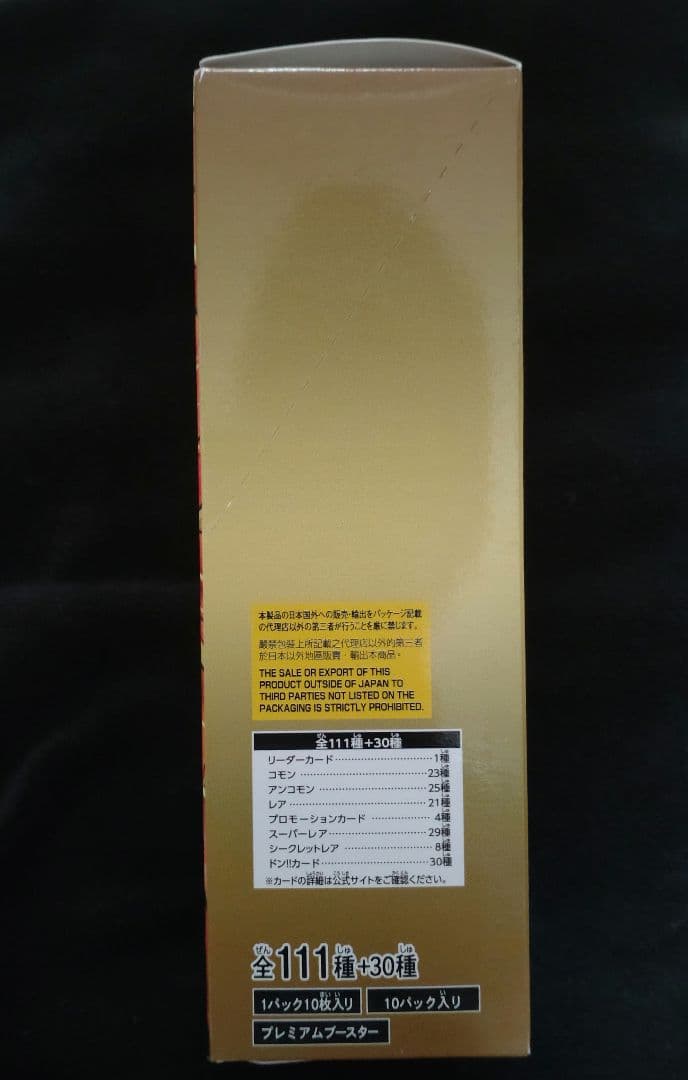 本製品の日本国外への販売・輸出をパッケージ記載
の代理店以外の第三者が行うことを厳に禁じます。
嚴禁包裝上所記載之代理店以外的第三者
於日本以外地區販賣・輸出本商品。
THE SALE OR EXPORT OF THIS
PRODUCT OUTSIDE OF JAPAN TO
THIRD PARTIES NOT LISTED ON THE
PACKAGING IS STRICTLY PROHIBITED.
全111種+30種
リーダーカード 1種
コモン 23種
アンコモン 25種
レア 21種
プロモーションカード 4種
スーパーレア 29種
シークレットレア 8種
ドン!!カード 30種
※カードの詳細は公式サイトをご確認ください。
全111種+30種
1パック10枚入り 10パック入り
プレミアムブースター